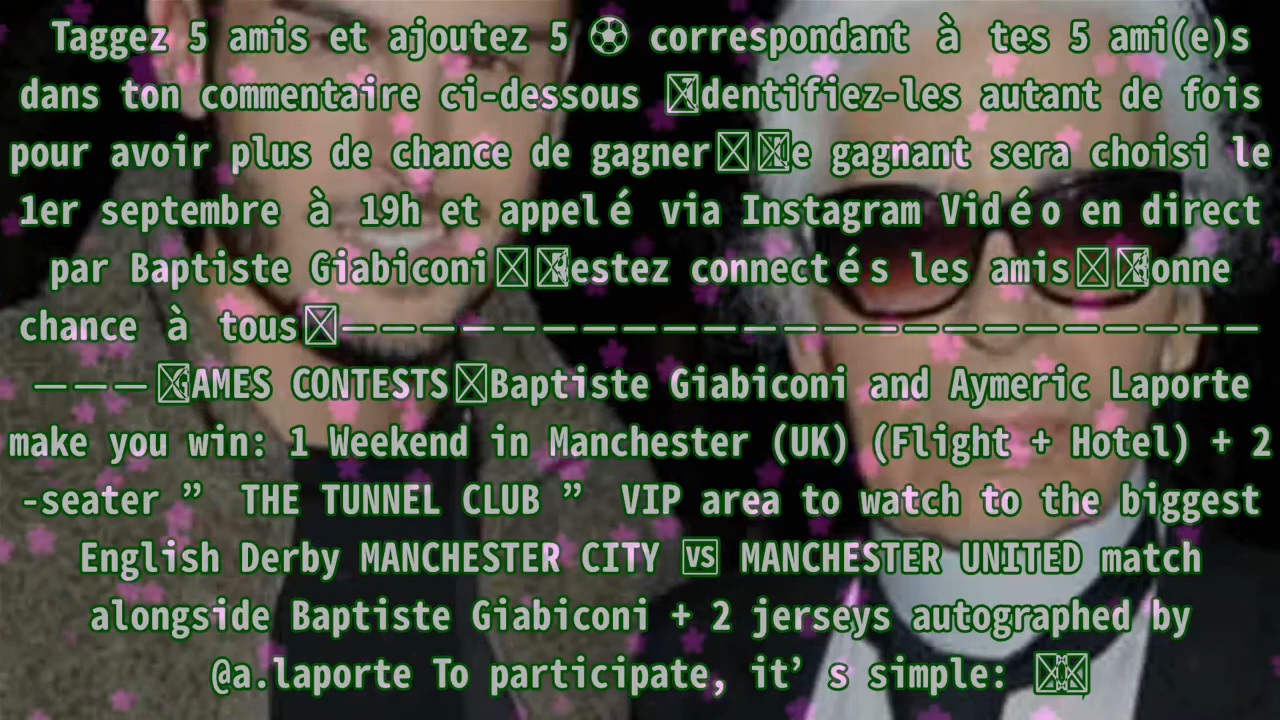 Taggez 5 amis et ajoutez 5 ⚽ correspondant à tes 5 ami(e)s
dans ton commentaire ci-dessous dentifiez-les autant de fois
pour avoir plus de chance de gagner e gagnant sera choisi le
1er septembre à 19h et appelé via Instagram Vidéo en direct
par Baptiste Giabiconi estez connectés les amis onne
chance à tous ———————————————————————
——— GAMES CONTESTS Baptiste Giabiconi and Aymeric Laporte
make you win: 1 Weekend in Manchester (UK) (Flight + Hotel) + 2
-seater ” THE TUNNEL CLUB ” VIP area to watch to the biggest
English Derby MANCHESTER CITY 🆚 MANCHESTER UNITED match
alongside Baptiste Giabiconi + 2 jerseys autographed by
@a.laporte To participate, it’s simple: